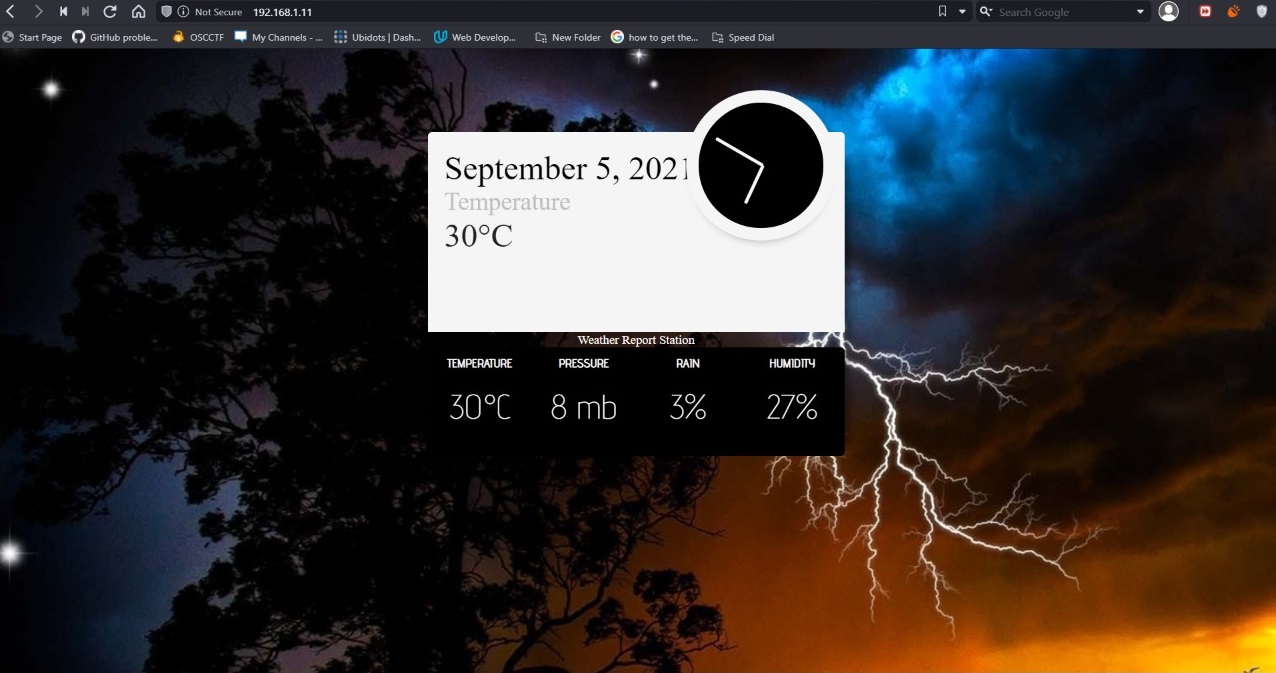 Not Secure 192.168.1.11 Search Google
Start Page GitHub proble... OSCCTF My Channels - ... Ubidots | Dash... Web Develop... New Folder how to get the... Speed Dial
September 5, 2021
Temperature
30°C
Weather Report Station
TEMPERATURE PRESSURE RAIN HUMIDITY
30°C 8 mb 3% 27%